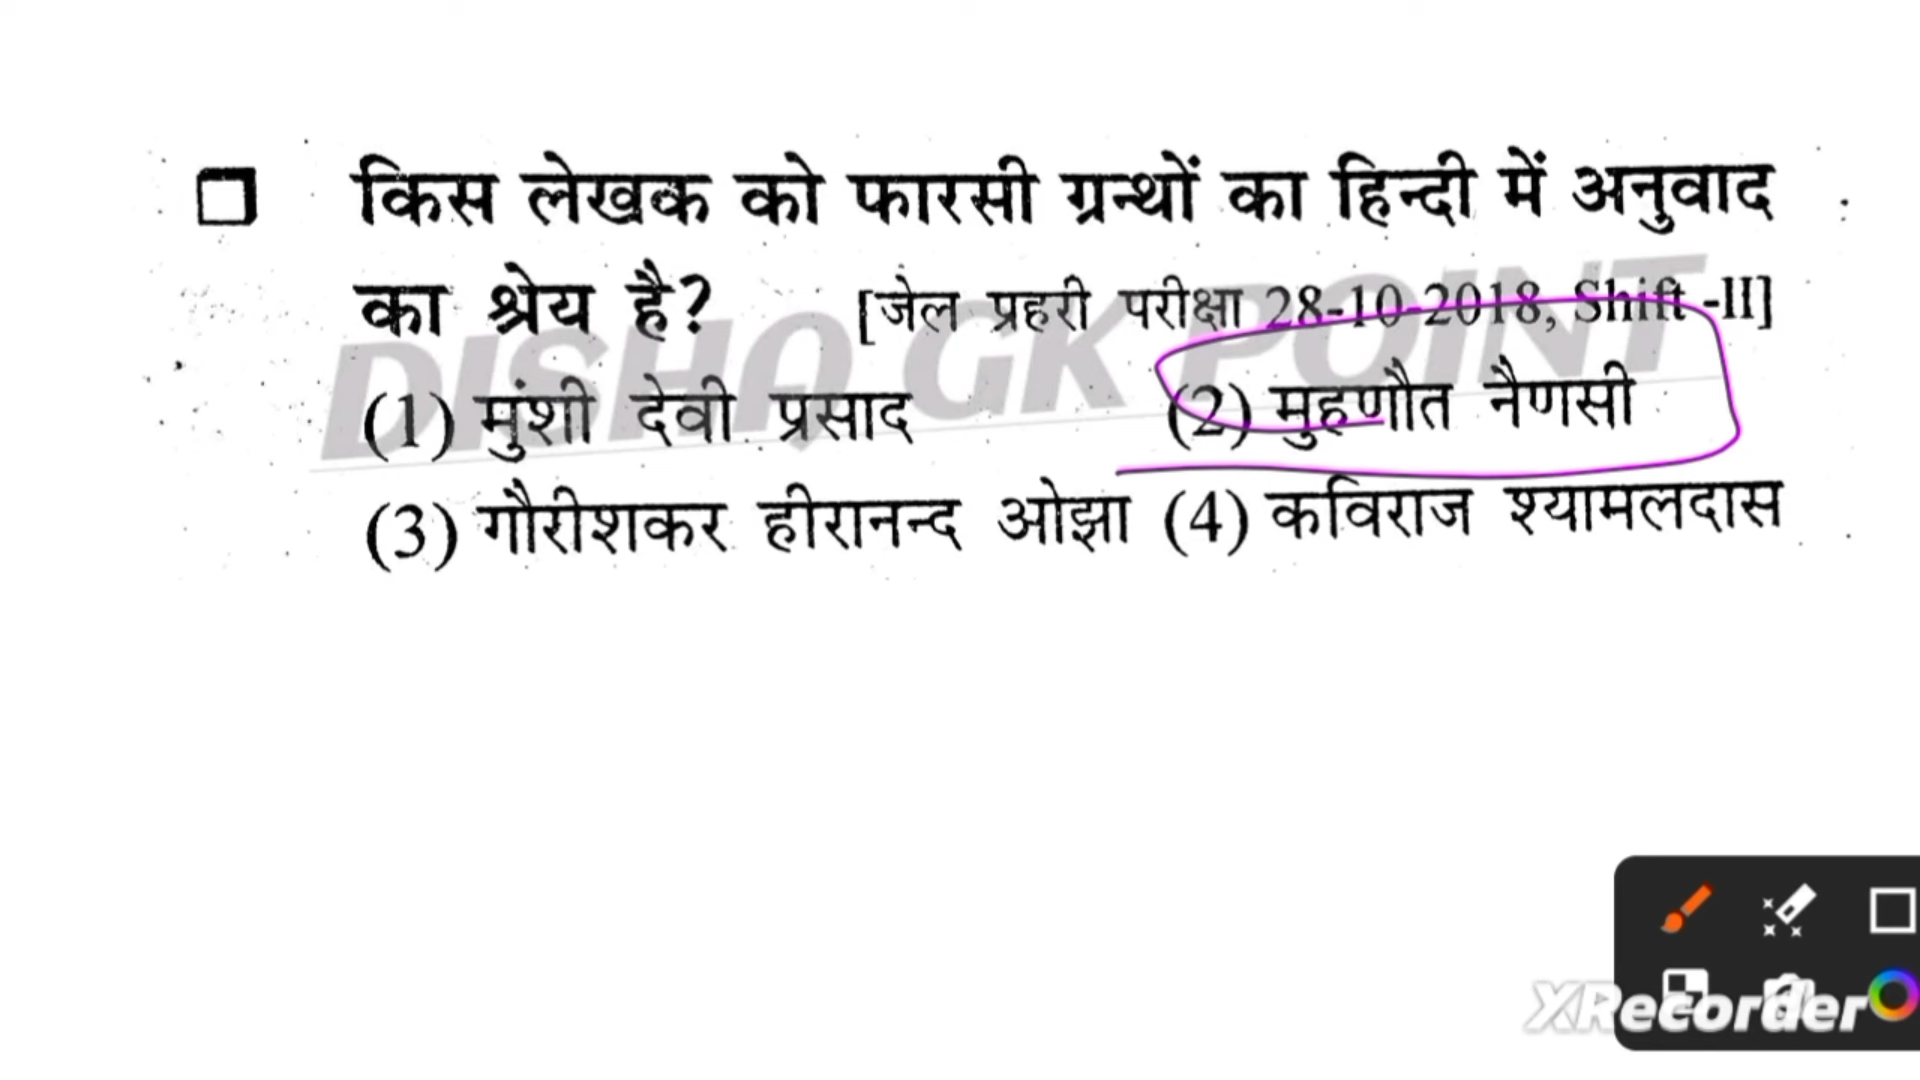 किस लेखक को फारसी ग्रन्थों का हिन्दी में अनुवाद
का श्रेय है? [जेल प्रहरी परीक्षा 28-10-2018, Shift-II]
DISHA GK POINT
(1) मुंशी देवी प्रसाद (2) मुहणौत नैणसी
(3) गौरीशकर हीरानन्द ओझा (4) कविराज श्यामलदास
XRecorder